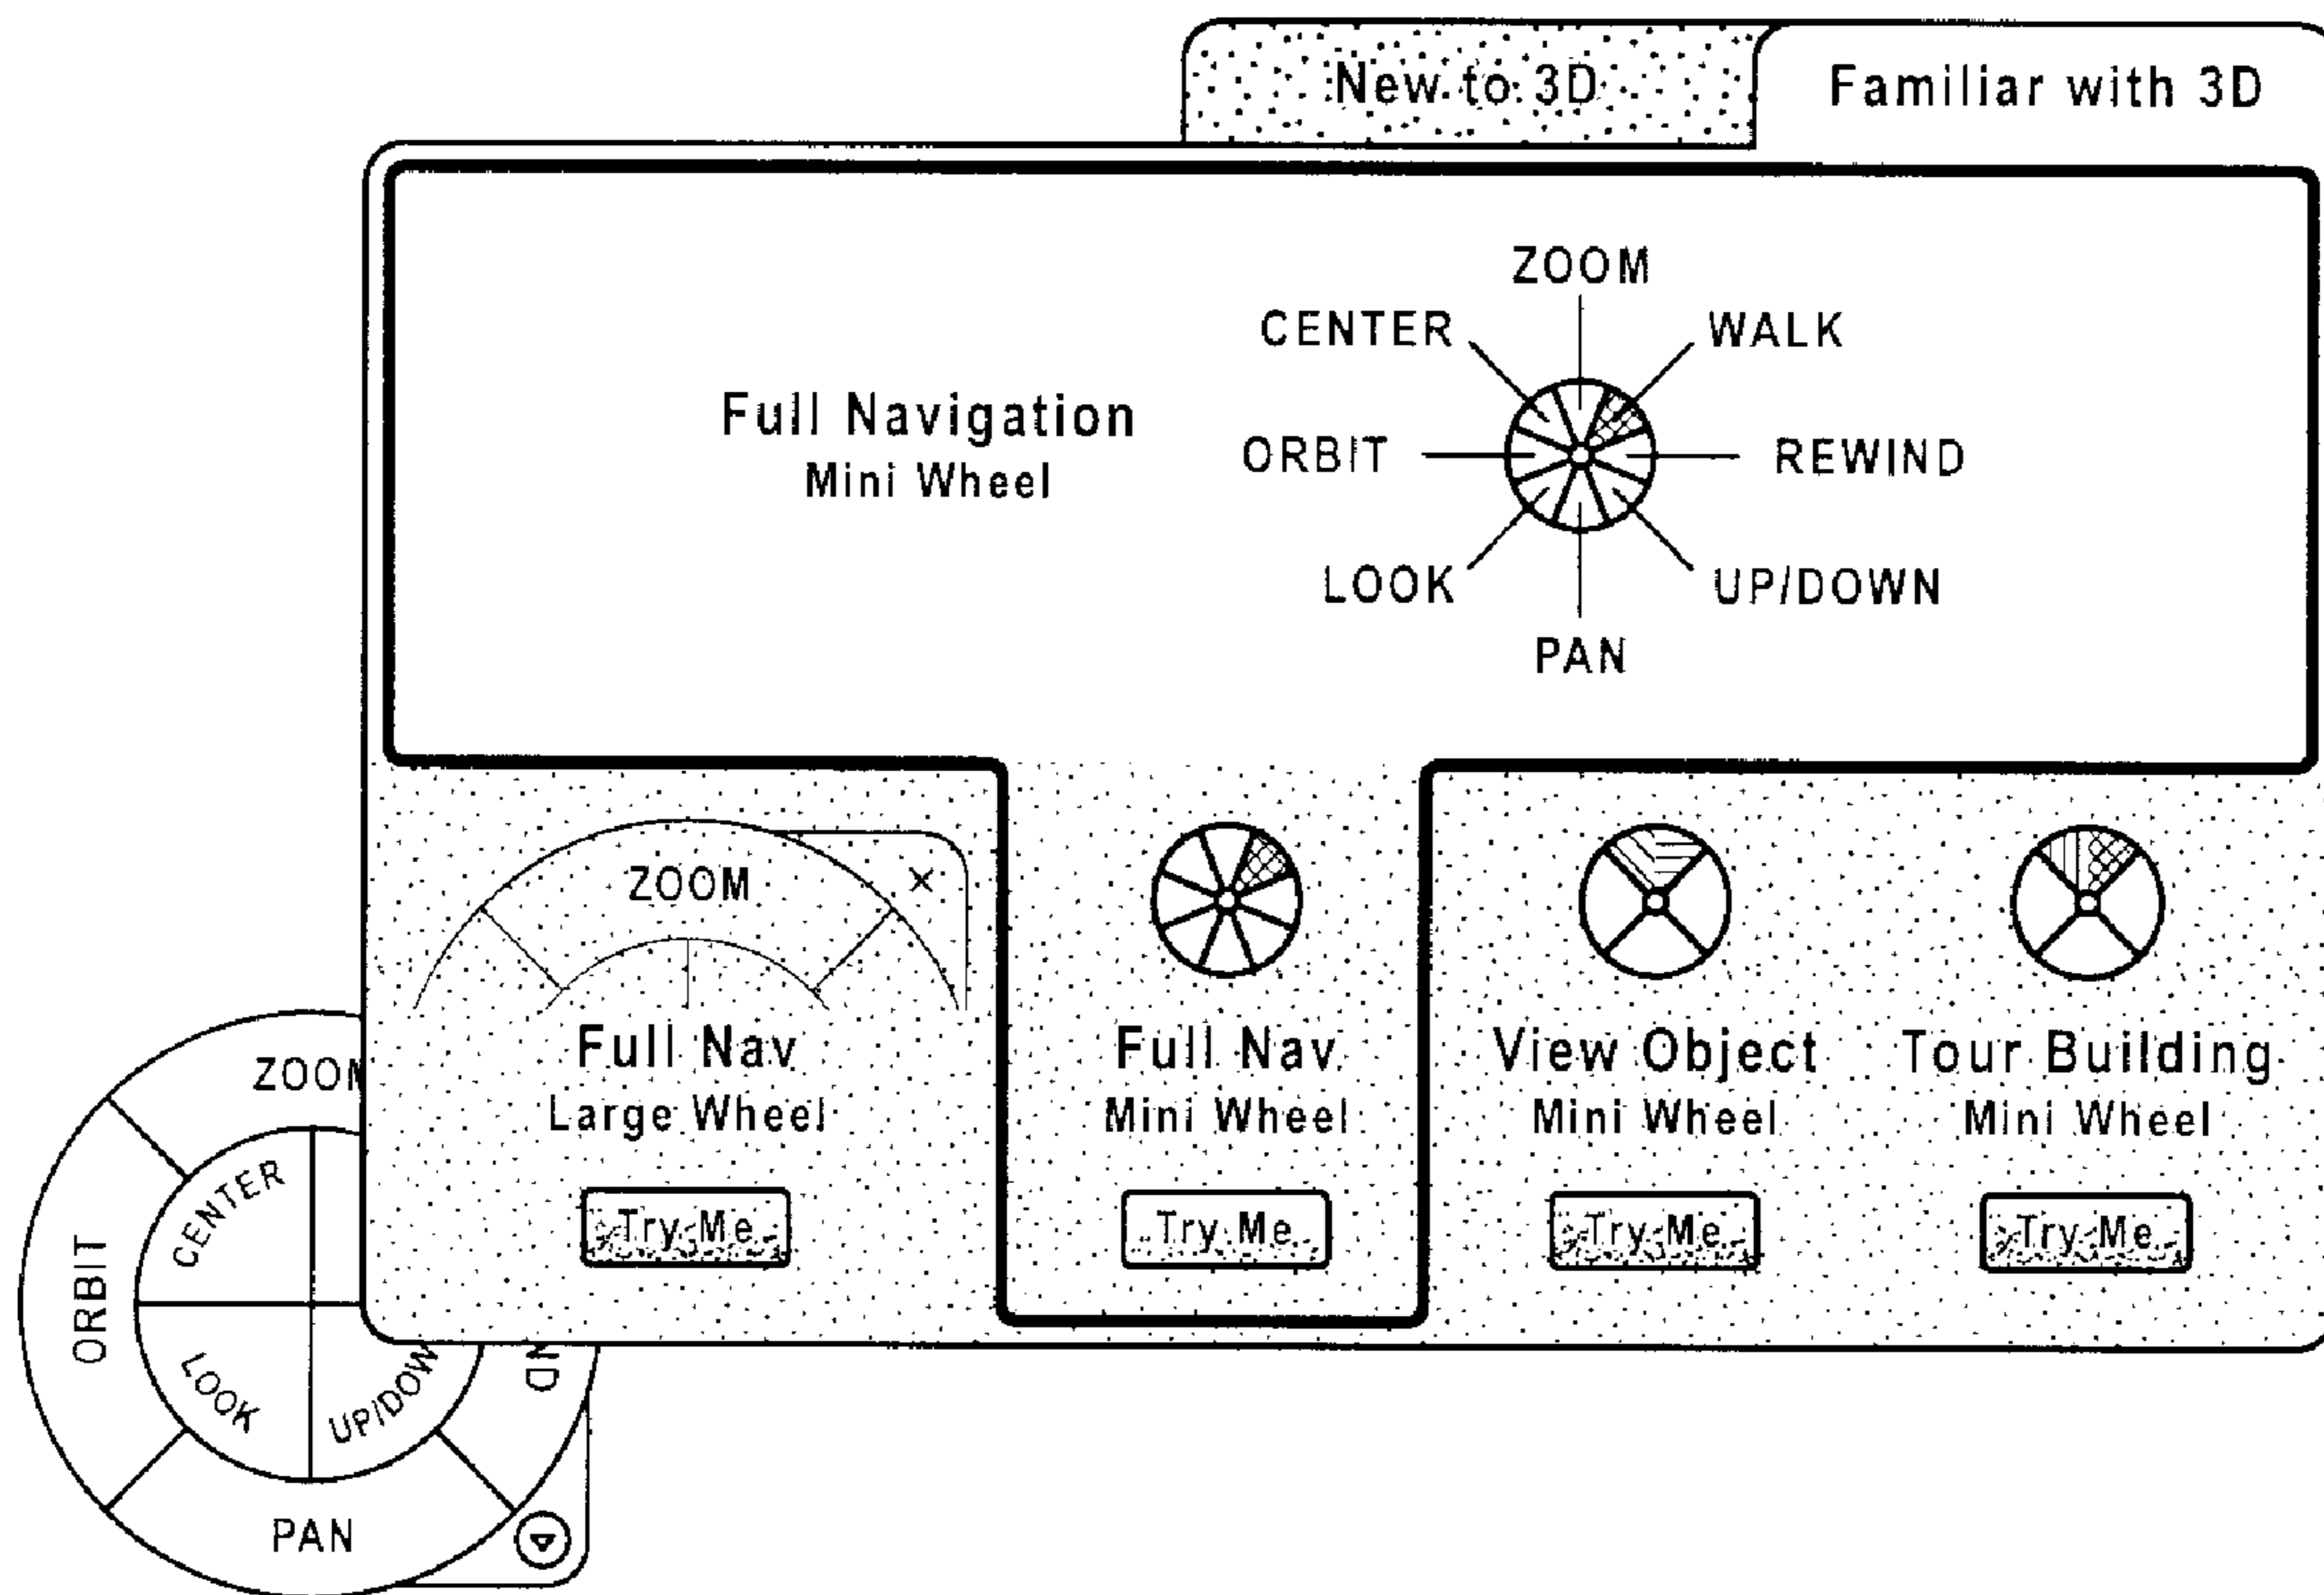 New to 3D
Familiar with 3D
ZOOM
CENTER
WALK
Full Navigation
Mini Wheel
ORBIT
REWIND
LOOK
UP/DOWN
PAN
ZOOM
Full Nav
Large Wheel
Try Me
Full Nav
Mini Wheel
Try Me
View Object
Mini Wheel
Try Me
Tour Building
Mini Wheel
Try Me
ZOOM
CENTER
ORBIT
LOOK
UP/DOW
ND
PAN